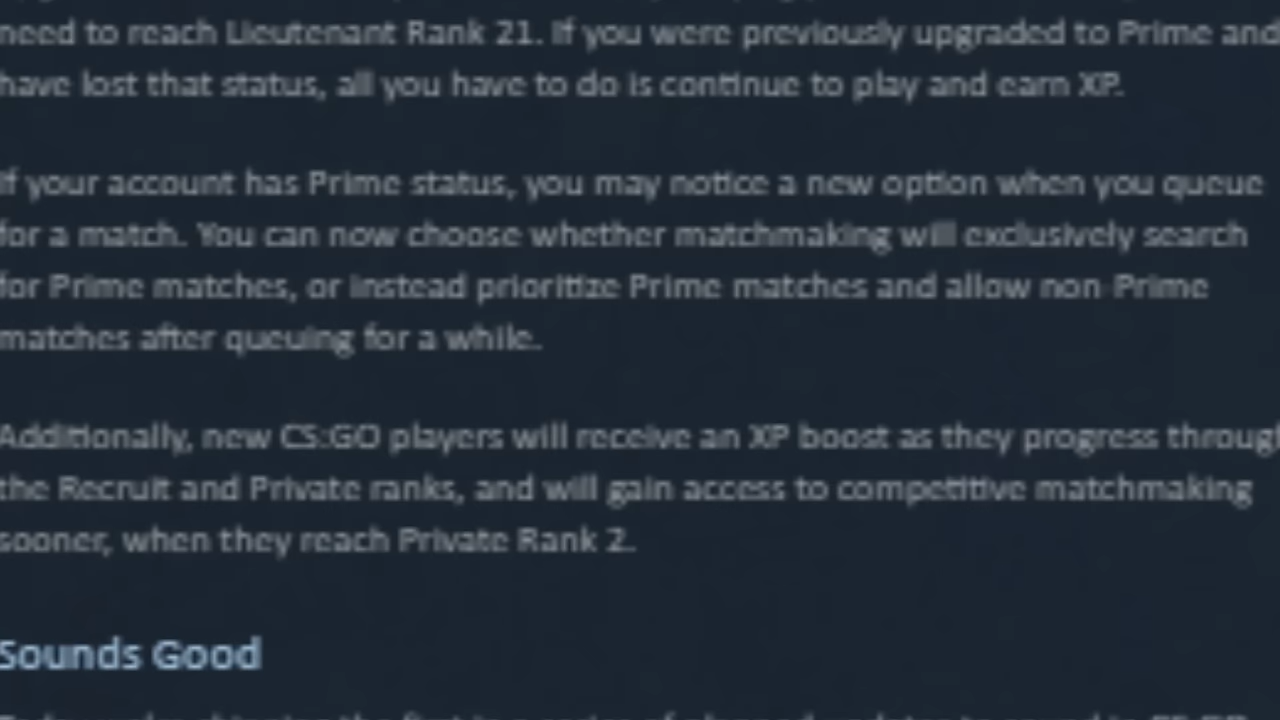 need to reach Lieutenant Rank 21. If you were previously upgraded to Prime and
have lost that status, all you have to do is continue to play and earn XP.
If your account has Prime status, you may notice a new option when you queue
for a match. You can now choose whether matchmaking will exclusively search
for Prime matches, or instead prioritize Prime matches and allow non-Prime
matches after queuing for a while.
Additionally, new CS:GO players will receive an XP boost as they progress through
the Recruit and Private ranks, and will gain access to competitive matchmaking
sooner, when they reach Private Rank 2.
Sounds Good